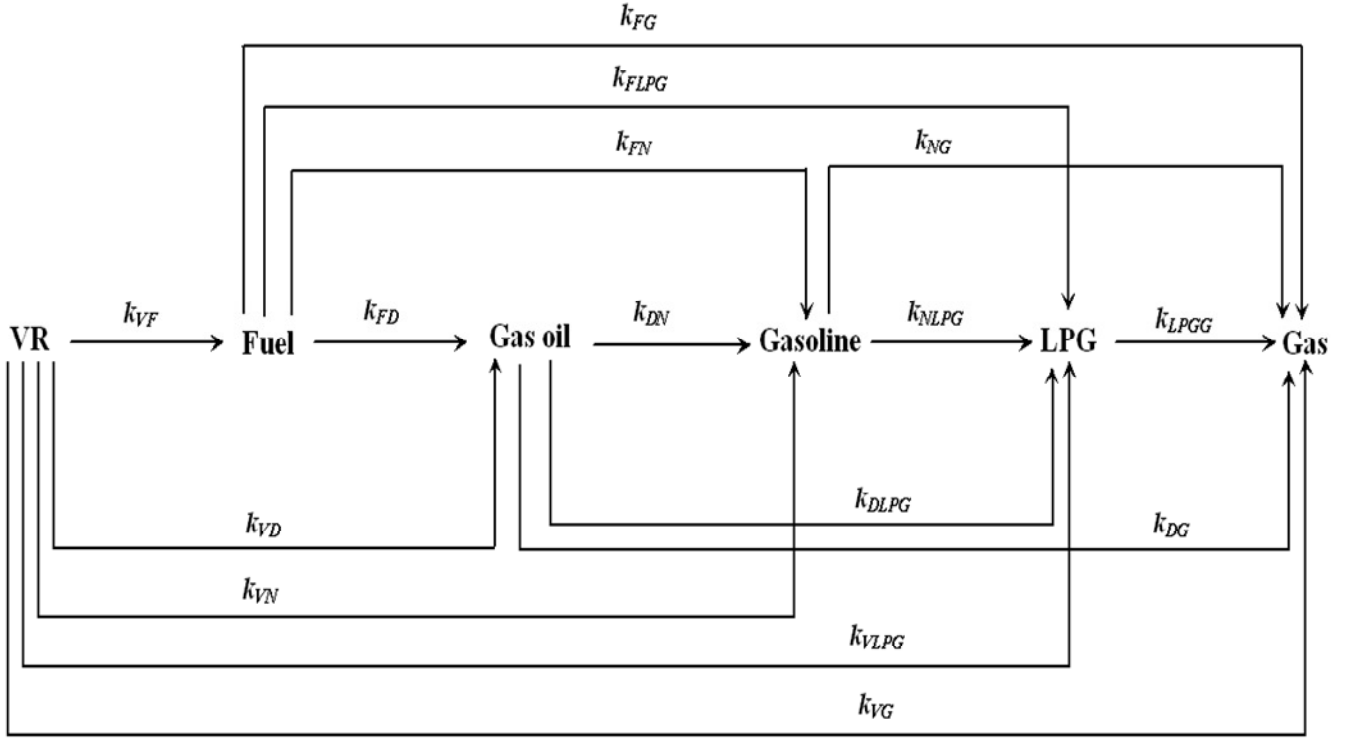 k_FG
k_FLPG
k_FN
k_NG
k_VF
k_FD
k_DN
k_NLPG
k_LPGG
VR
Fuel
Gas oil
Gasoline
LPG
Gas
k_DLPG
k_VD
k_DG
k_VN
k_VLPG
k_VG